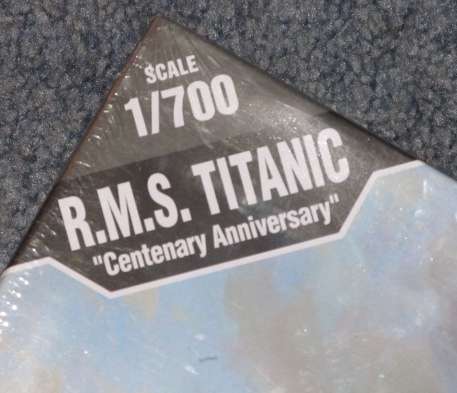 SCALE
1/700
R.M.S. TITANIC
"Centenary Anniversary"